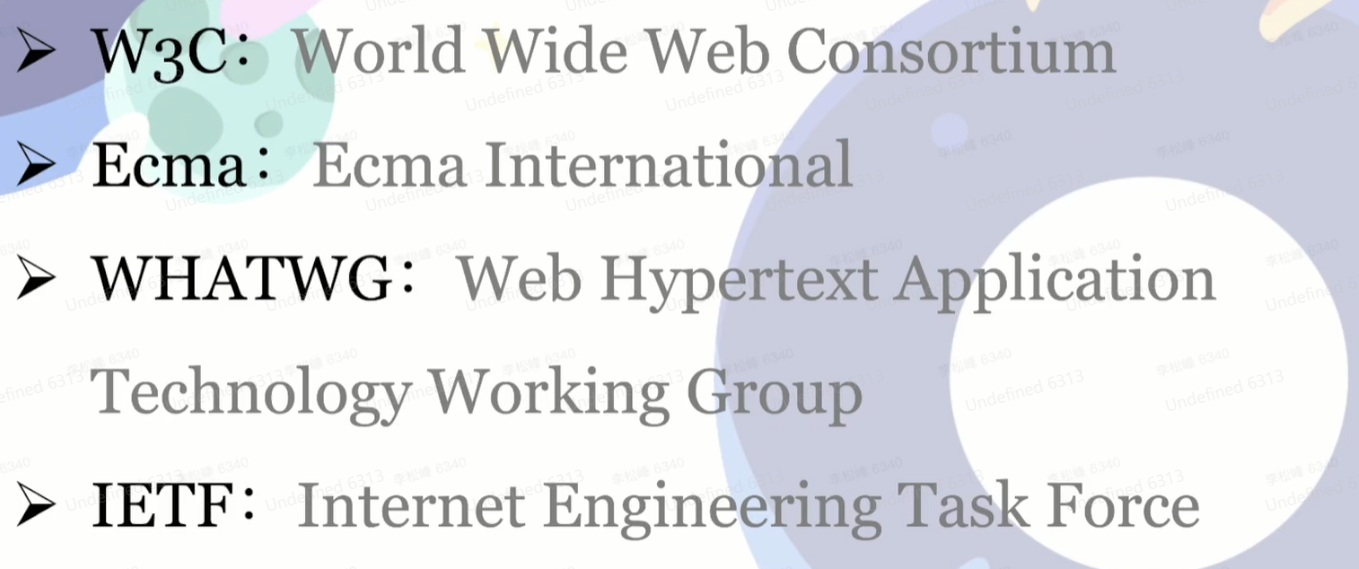 ➢ W3C：World Wide Web Consortium
➢ Ecma：Ecma International
➢ WHATWG：Web Hypertext Application
Technology Working Group
➢ IETF：Internet Engineering Task Force